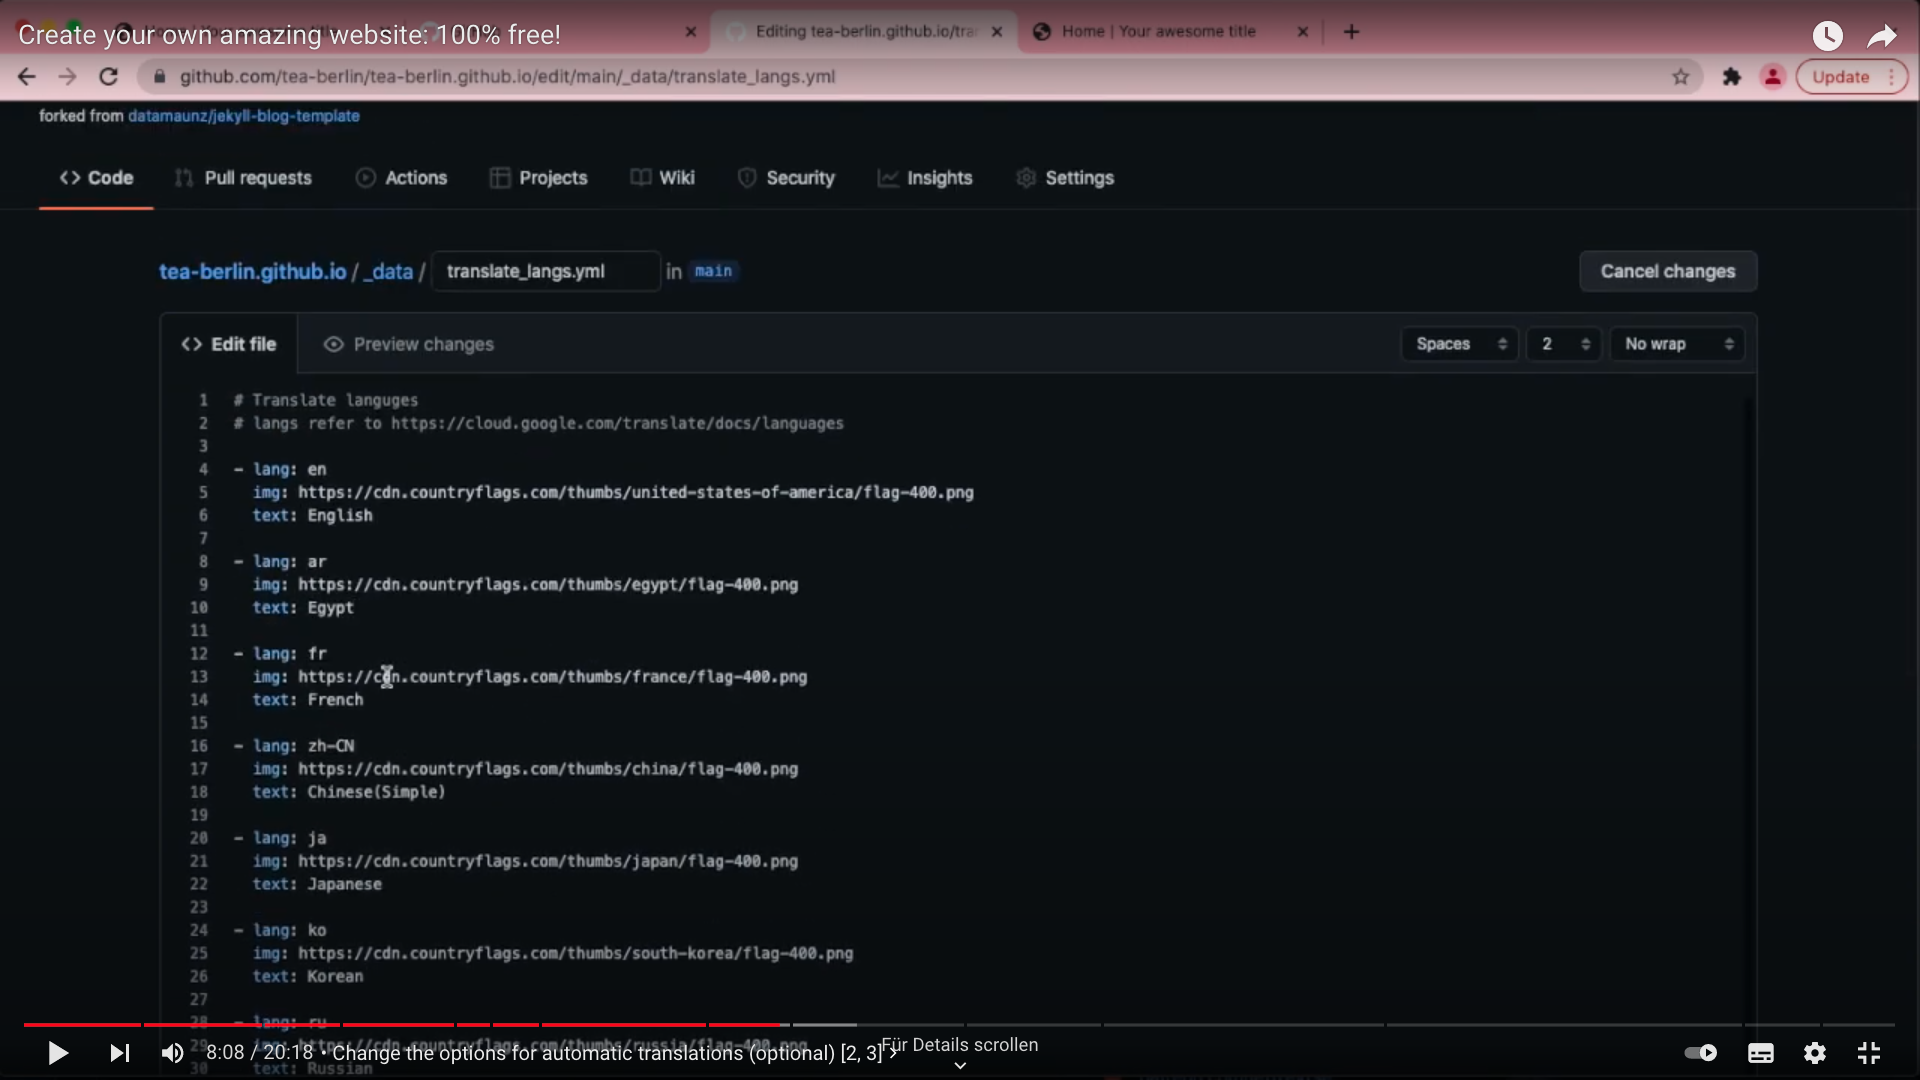 Create your own amazing website: 100% free!
Editing tea-berlin.github.io/tra
Home | Your awesome title
github.com/tea-berlin/tea-berlin.github.io/edit/main/_data/translate_langs.yml
Update
forked from datamaunz/jekyll-blog-template
Code
Pull requests
Actions
Projects
Wiki
Security
Insights
Settings
tea-berlin.github.io / _data / translate_langs.yml in main
Cancel changes
Edit file
Preview changes
Spaces
2
No wrap
1 # Translate languges
2 # langs refer to https://cloud.google.com/translate/docs/languages
3
4 - lang: en
5 img: https://cdn.countryflags.com/thumbs/united-states-of-america/flag-400.png
6 text: English
7
8 - lang: ar
9 img: https://cdn.countryflags.com/thumbs/egypt/flag-400.png
10 text: Egypt
11
12 - lang: fr
13 img: https://cdn.countryflags.com/thumbs/france/flag-400.png
14 text: French
15
16 - lang: zh-CN
17 img: https://cdn.countryflags.com/thumbs/china/flag-400.png
18 text: Chinese(Simple)
19
20 - lang: ja
21 img: https://cdn.countryflags.com/thumbs/japan/flag-400.png
22 text: Japanese
23
24 - lang: ko
25 img: https://cdn.countryflags.com/thumbs/south-korea/flag-400.png
26 text: Korean
27
28 - lang: ru
29 img: https://cdn.countryflags.com/thumbs/russia/flag-400.png
30 text: Russian
8:08 / 20:18 • Change the options for automatic translations (optional) [2, 3]
Für Details scrollen